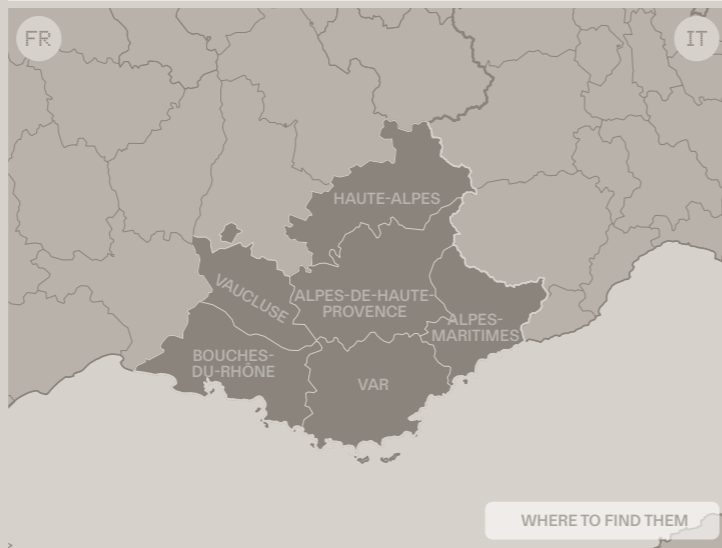 FR
IT
HAUTE-ALPES
VAUCLUSE
ALPES-DE-HAUTE-
PROVENCE
ALPES-
MARITIMES
BOUCHES-
DU-RHÔNE
VAR
WHERE TO FIND THEM